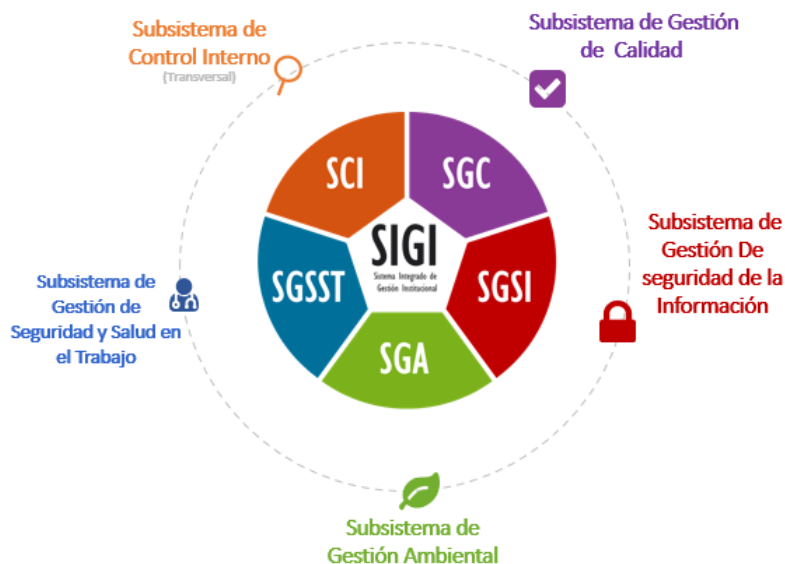 Subsistema de
Control Interno
(Transversal)
Subsistema de Gestión
de Calidad
SCI
SGC
SIGI
Sistema Integrado de
Gestión Institucional
SGSST
SGSI
SGA
Subsistema de
Gestión De
seguridad de la
Información
Subsistema de
Gestión de
Seguridad y Salud en
el Trabajo
Subsistema de
Gestión Ambiental